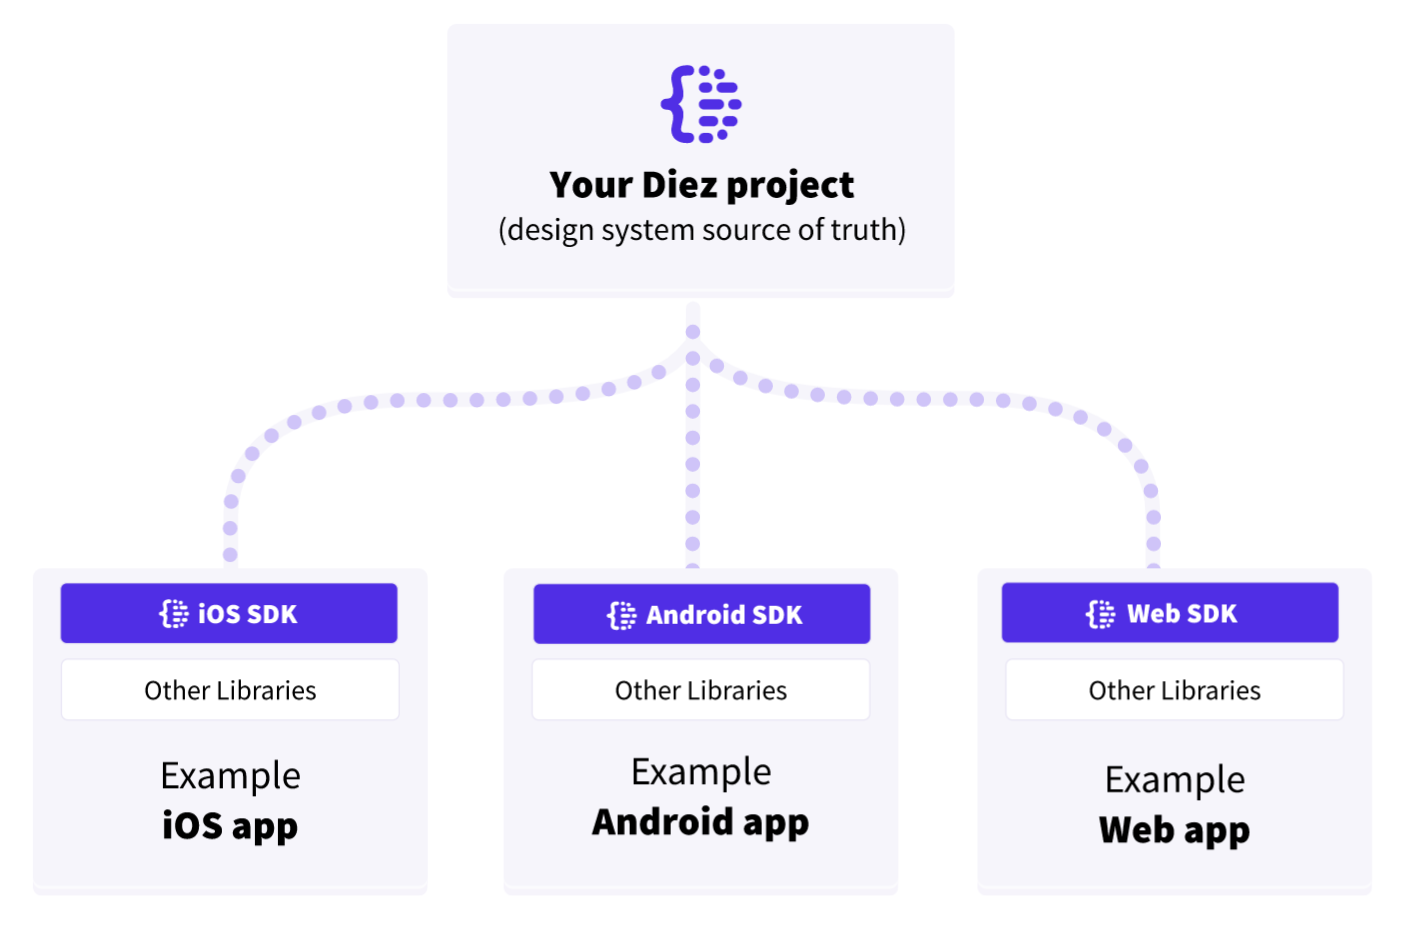 Your Diez project
(design system source of truth)
iOS SDK
Other Libraries
Example
iOS app
Android SDK
Other Libraries
Example
Android app
Web SDK
Other Libraries
Example
Web app